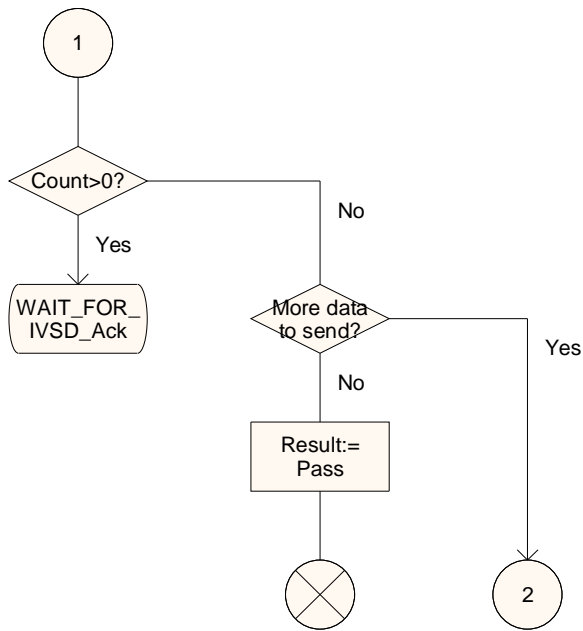 1
Count>0?
No
Yes
WAIT_FOR_
IVSD_Ack
More data
to send?
Yes
No
Result:=
Pass
2